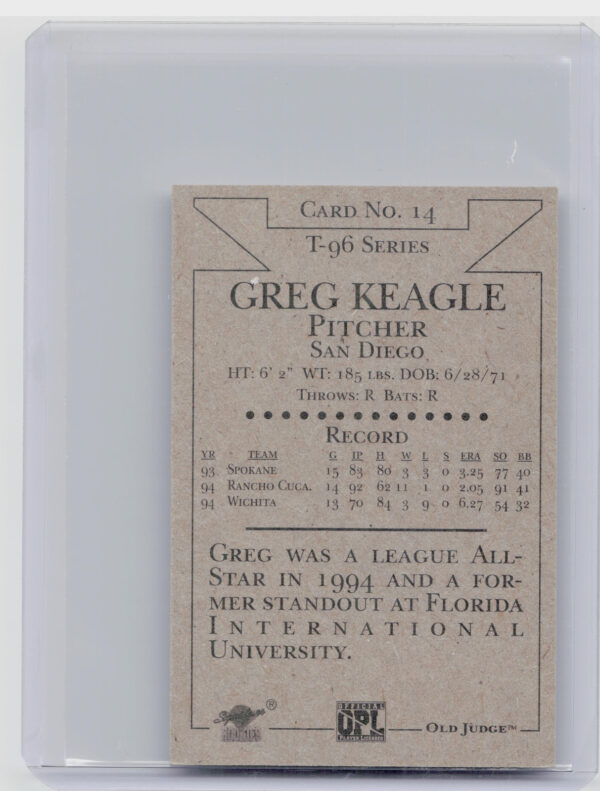 CARD NO. 14
T-96 SERIES
GREG KEAGLE
PITCHER
SAN DIEGO
HT: 6' 2" WT: 185 LBS. DOB: 6/28/71
THROWS: R BATS: R
RECORD
YR TEAM G IP H W L S ERA SO BB
93 SPOKANE 15 83 80 3 3 0 3.25 77 40
94 RANCHO CUCA. 14 92 62 11 1 0 2.05 91 41
94 WICHITA 13 70 84 3 9 0 6.27 54 32
GREG WAS A LEAGUE ALL-
STAR IN 1994 AND A FOR-
MER STANDOUT AT FLORIDA
INTERNATIONAL
UNIVERSITY.
Signature ®
ROOKIES
OFFICIAL
OPL
PLAYER LICENSEE
OLD JUDGE™